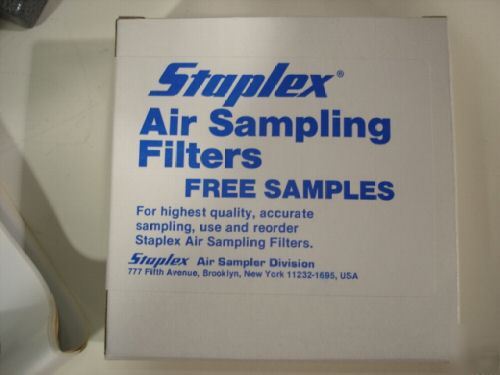 Staplex®
Air Sampling
Filters
FREE SAMPLES
For highest quality, accurate
sampling, use and reorder
Staplex Air Sampling Filters.
Staplex Air Sampler Division
777 Fifth Avenue, Brooklyn, New York 11232-1695, USA